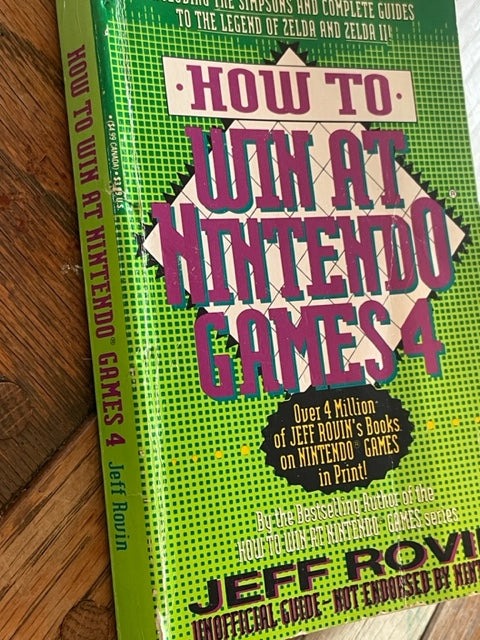 THE SIMPSONS AND COMPLETE GUIDES
TO THE LEGEND OF ZELDA AND ZELDA II!
• HOW TO •
WIN AT
NINTENDO®
GAMES 4
Over 4 Million
of JEFF ROVIN's Books
on NINTENDO® GAMES
in Print!
By the Bestselling Author of the
HOW TO WIN AT NINTENDO® GAMES series
JEFF ROVI
UNOFFICIAL GUIDE—NOT ENDORSED BY NINT
HOW TO WIN AT NINTENDO® GAMES 4 Jeff Rovin